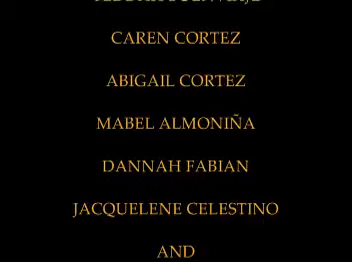 CAREN CORTEZ
ABIGAIL CORTEZ
MABEL ALMONIÑA
DANNAH FABIAN
JACQUELENE CELESTINO
AND